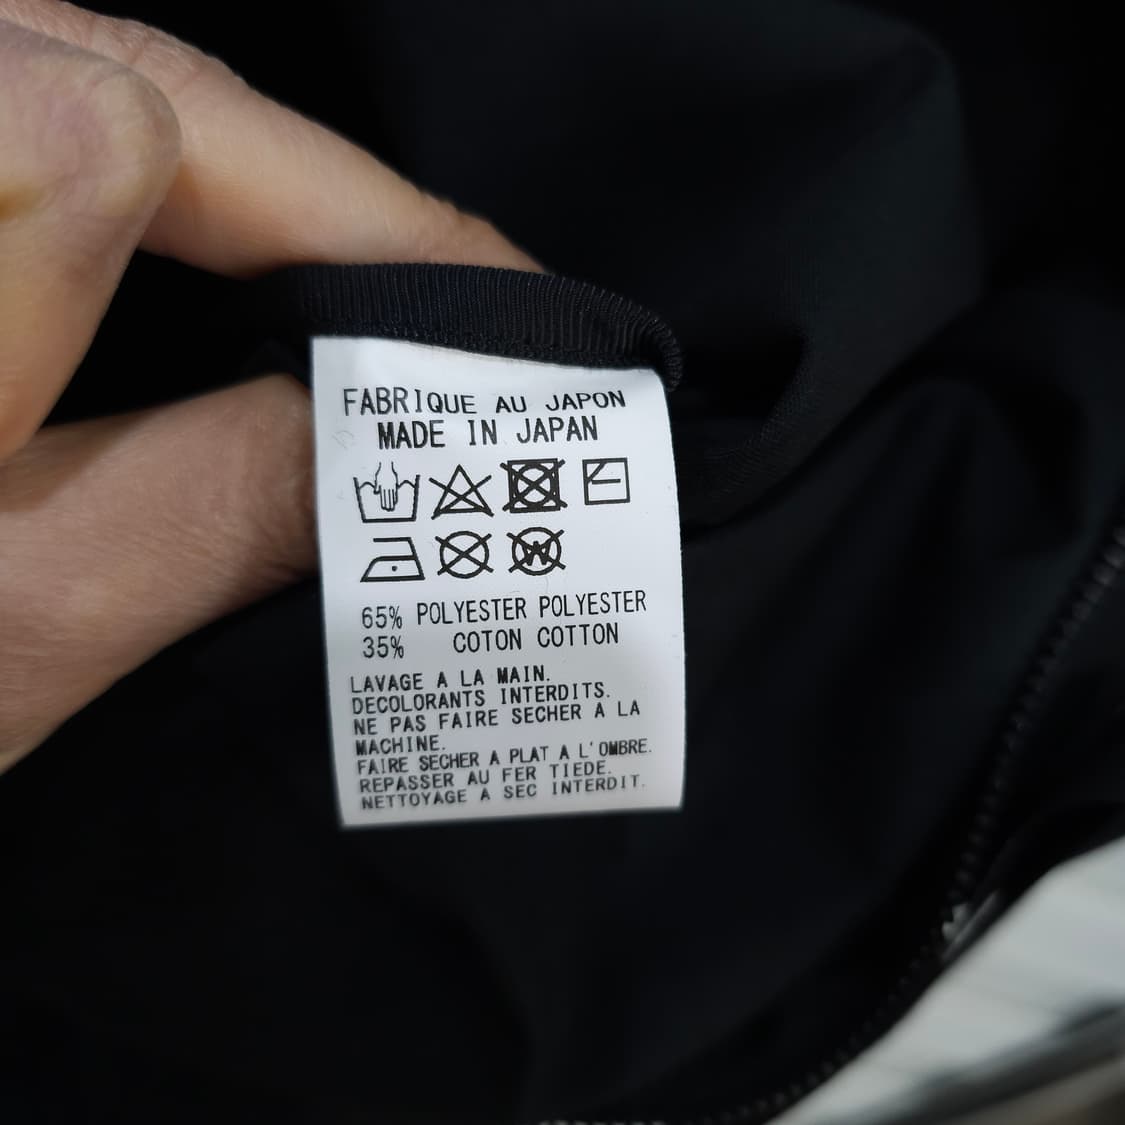 FABRIQUE AU JAPON
MADE IN JAPAN
W
65% POLYESTER POLYESTER
35% COTON COTTON
LAVAGE A LA MAIN.
DECOLORANTS INTERDITS.
NE PAS FAIRE SECHER A LA
MACHINE.
FAIRE SECHER A PLAT A L'OMBRE.
REPASSER AU FER TIEDE.
NETTOYAGE A SEC INTERDIT.